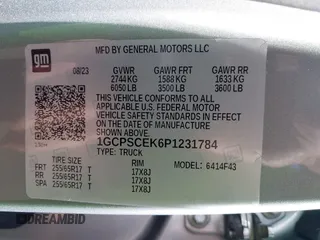 gm
MFD BY GENERAL MOTORS LLC
08/23 GVWR GAWR FRT GAWR RR
2744 KG 1588 KG 1633 KG
6050 LB 3500 LB 3600 LB
THIS VEHICLE CONFORMS TO ALL
APPLICABLE U.S. FEDERAL MOTOR
VEHICLE SAFETY STANDARDS IN
EFFECT ON THE DATE OF
MANUFACTURE SHOWN ABOVE.
1GCPSCEK6P1231784
TYPE: TRUCK MODEL: 6414F43
TIRE SIZE RIM
FRT 255/65R17 T 17X8J
RR 255/65R17 T 17X8J
SPA 255/65R17 T 17X8J
DREAMBID